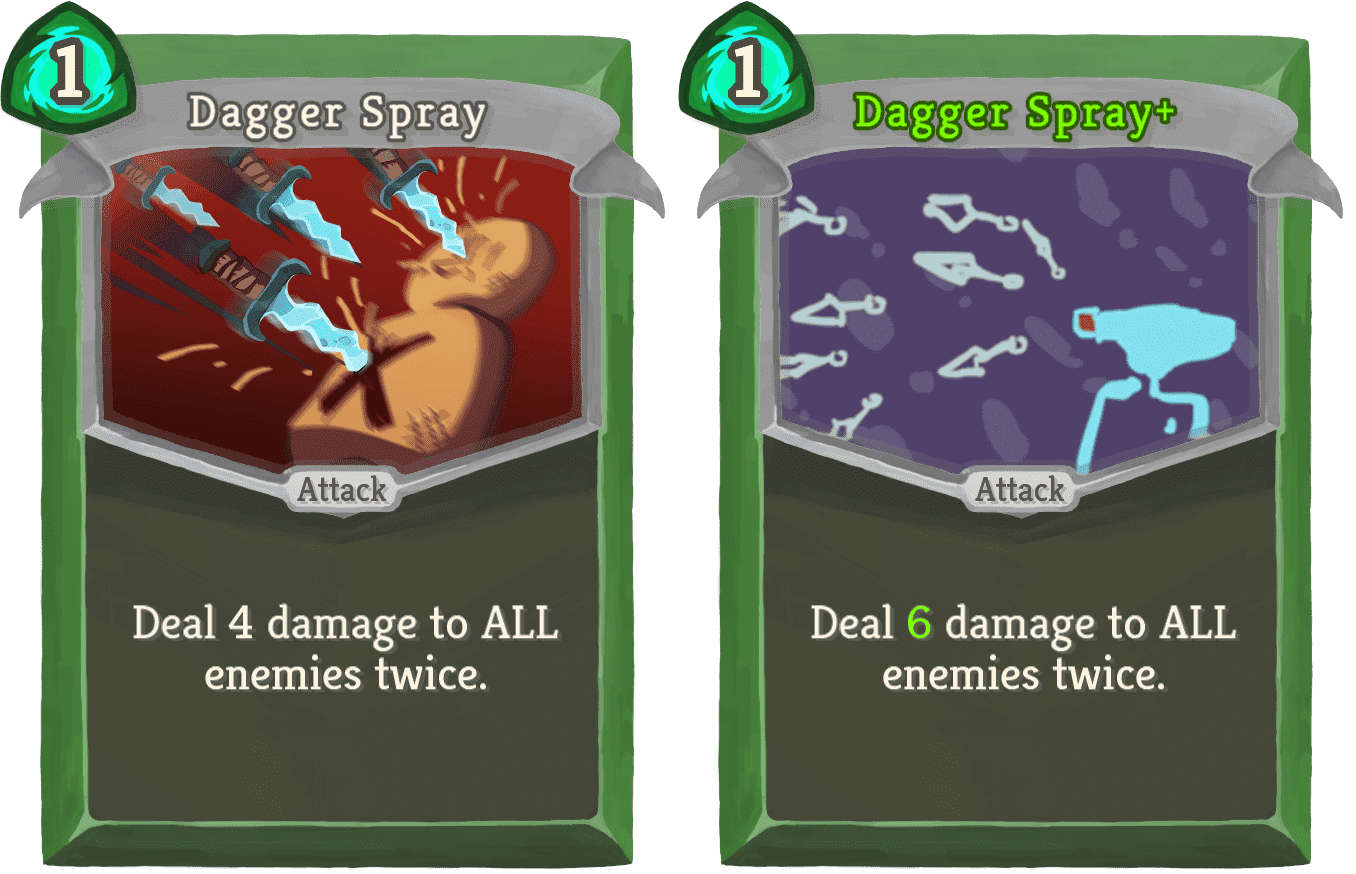 1
Dagger Spray
Attack
Deal 4 damage to ALL
enemies twice.
1
Dagger Spray+
Attack
Deal 6 damage to ALL
enemies twice.